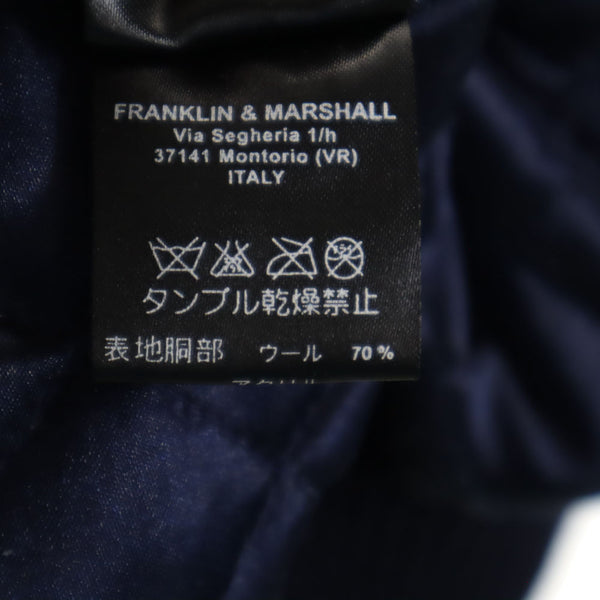 FRANKLIN & MARSHALL
Via Segheria 1/h
37141 Montorio (VR)
ITALY
タンブル乾燥禁止
表地胴部 ウール 70%